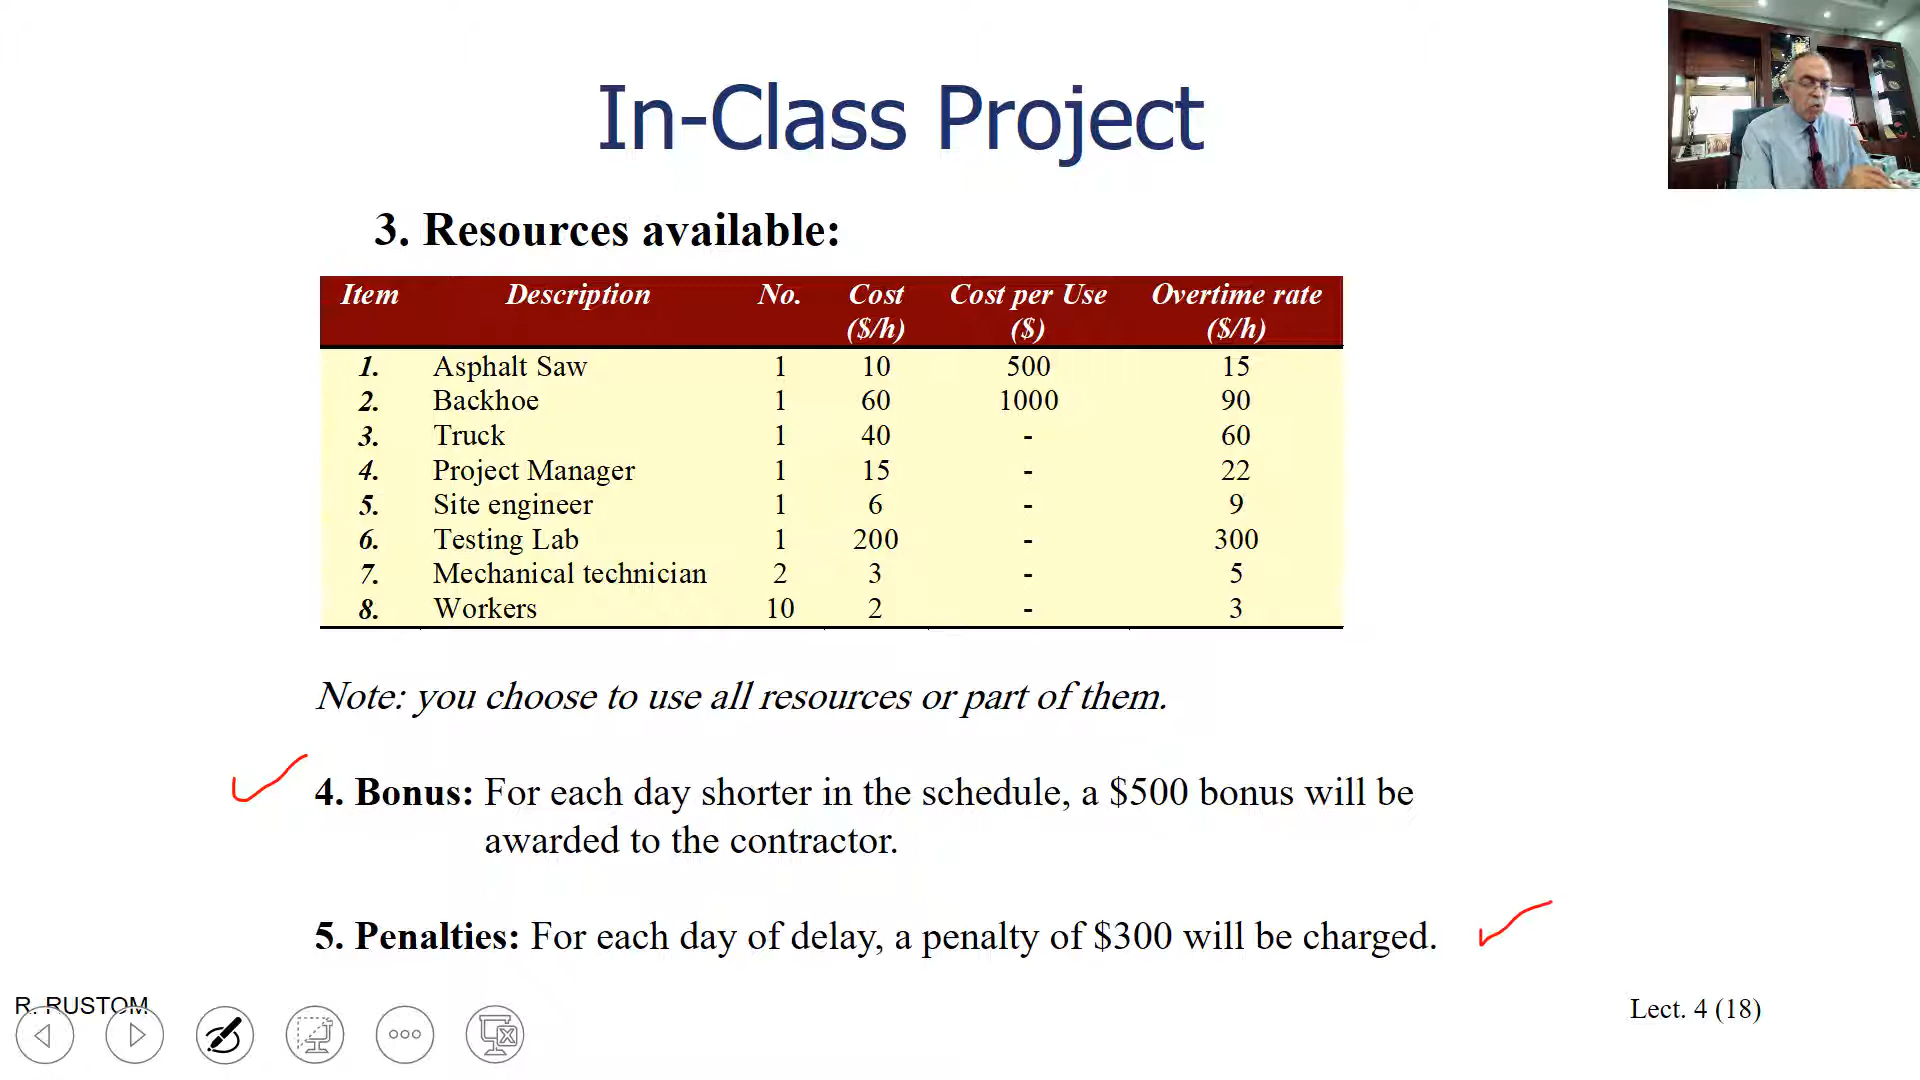 In-Class Project
3. Resources available:
Item Description No. Cost ($/h) Cost per Use ($) Overtime rate ($/h)
1. Asphalt Saw 1 10 500 15
2. Backhoe 1 60 1000 90
3. Truck 1 40 - 60
4. Project Manager 1 15 - 22
5. Site engineer 1 6 - 9
6. Testing Lab 1 200 - 300
7. Mechanical technician 2 3 - 5
8. Workers 10 2 - 3
Note: you choose to use all resources or part of them.
4. Bonus: For each day shorter in the schedule, a $500 bonus will be
awarded to the contractor.
5. Penalties: For each day of delay, a penalty of $300 will be charged.
R. RUSTOM
Lect. 4 (18)